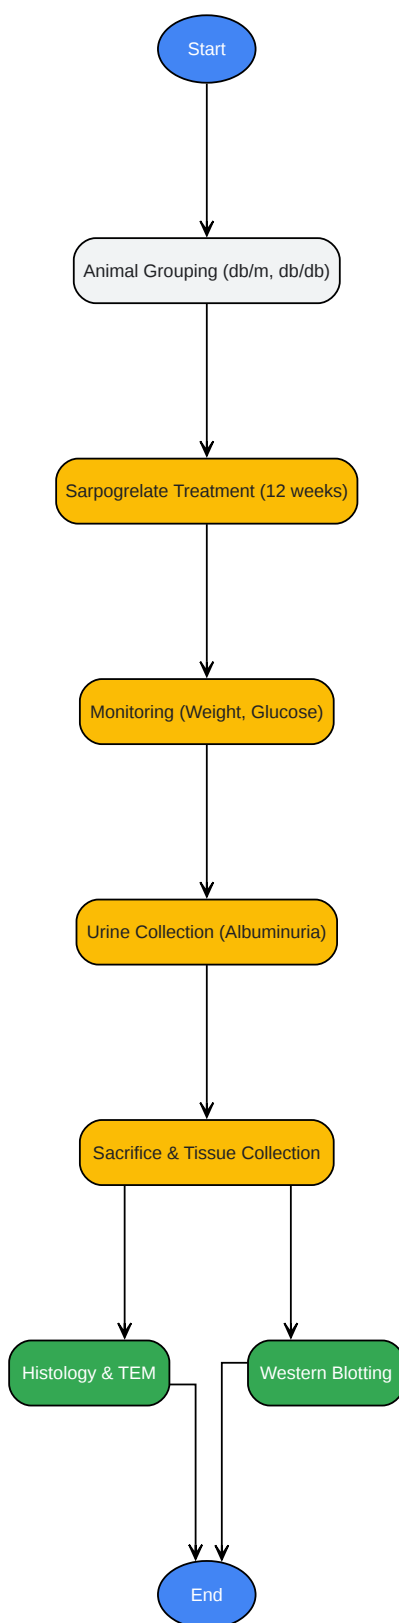 Start
Animal Grouping (db/m, db/db)
Sarpogrelate Treatment (12 weeks)
Monitoring (Weight, Glucose)
Urine Collection (Albuminuria)
Sacrifice & Tissue Collection
Histology & TEM
Western Blotting
End